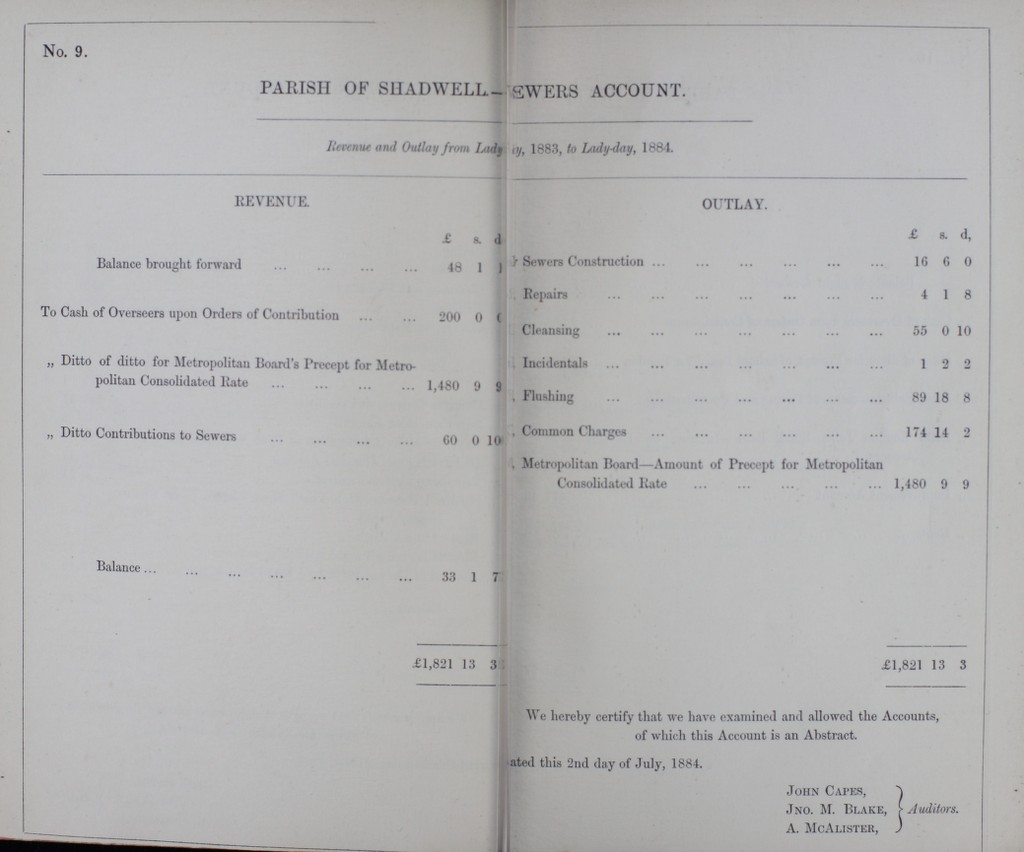 No. 9.
PARISH OF SHADWELL.— EWERS ACCOUNT.
Revenue and Outlay from Lady ay, 1883, to Lady-day, 1884.
REVENUE.
£ s. d
Balance brought forward ... ... ... ... 48 1 1
To Cash of Overseers upon Orders of Contribution ... ... 200 0
„ Ditto of ditto for Metropolitan Board's Precept for Metro-
politan Consolidated Rate ... ... ... ... 1,480 9 9
„ Ditto Contributions to Sewers ... ... ... ... 60 0 10
Balance ... ... ... ... ... ... ... 33 1 7
£1,821 13 3
OUTLAY.
£ s. d,
Sewers Construction ... ... ... ... ... ... 16 6 0
Repairs ... ... ... ... ... ... ... 4 1 8
Cleansing ... ... ... ... ... ... ... 55 0 10
Incidentals ... ... ... ... ... ... ... 1 2 2
Flushing ... ... ... ... ... ... ... 89 18 8
Common Charges ... ... ... ... ... ... 174 14 2
Metropolitan Board—Amount of Precept for Metropolitan
Consolidated Rate ... ... ... ... ... 1,480 9 9
£1,821 13 3
We hereby certify that we have examined and allowed the Accounts,
of which this Account is an Abstract.
ated this 2nd day of July, 1884.
JOHN CAPES,
JNO. M. BLAKE, } Auditors.
A. MCALISTER,